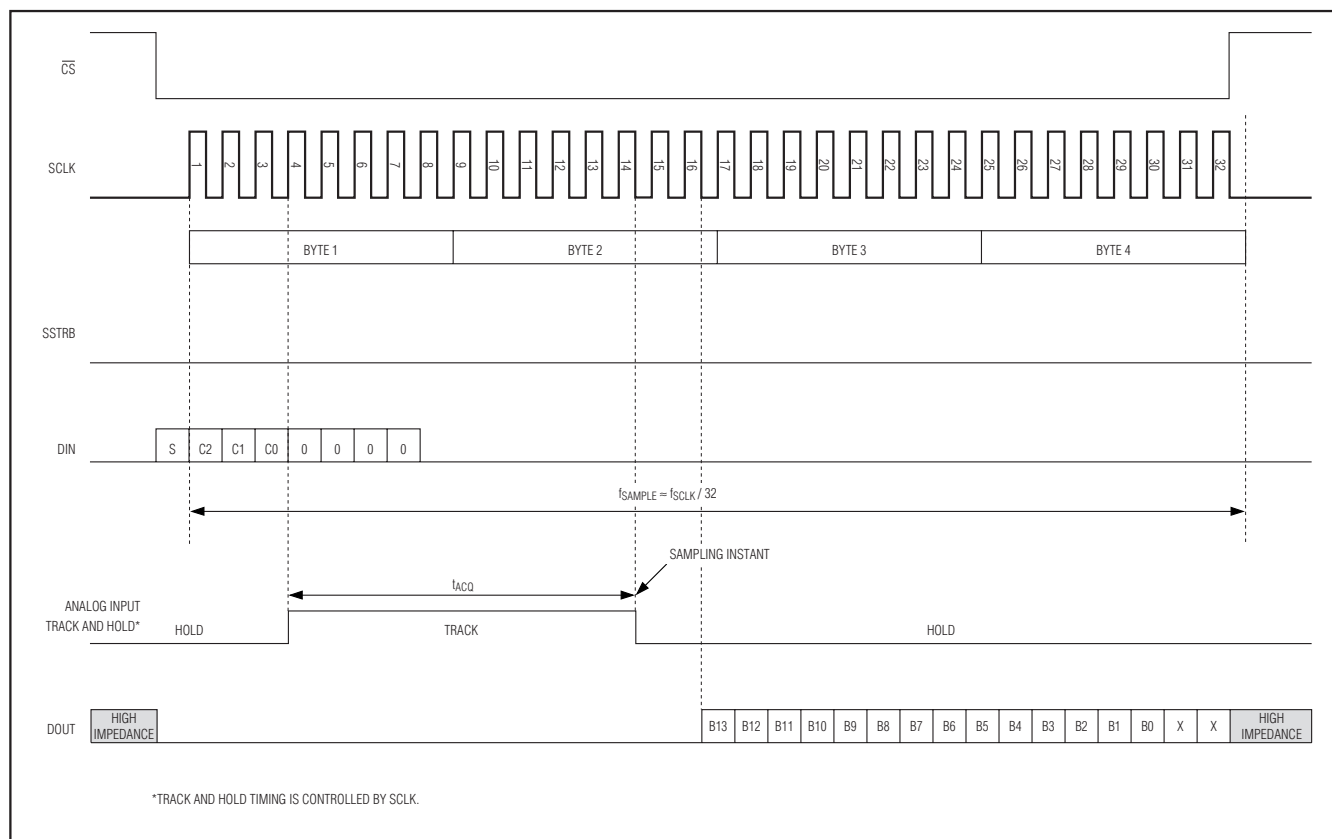 CS
SCLK
1 2 3 4 5 6 7 8 9 10 11 12 13 14 15 16 17 18 19 20 21 22 23 24 25 26 27 28 29 30 31 32
BYTE 1 BYTE 2 BYTE 3 BYTE 4
SSTRB
DIN
S C2 C1 C0 0 0 0 0
fSAMPLE ≈ fSCLK / 32
SAMPLING INSTANT
tACQ
ANALOG INPUT
TRACK AND HOLD*
HOLD TRACK HOLD
DOUT
HIGH
IMPEDANCE
B13 B12 B11 B10 B9 B8 B7 B6 B5 B4 B3 B2 B1 B0 X X
HIGH
IMPEDANCE
*TRACK AND HOLD TIMING IS CONTROLLED BY SCLK.